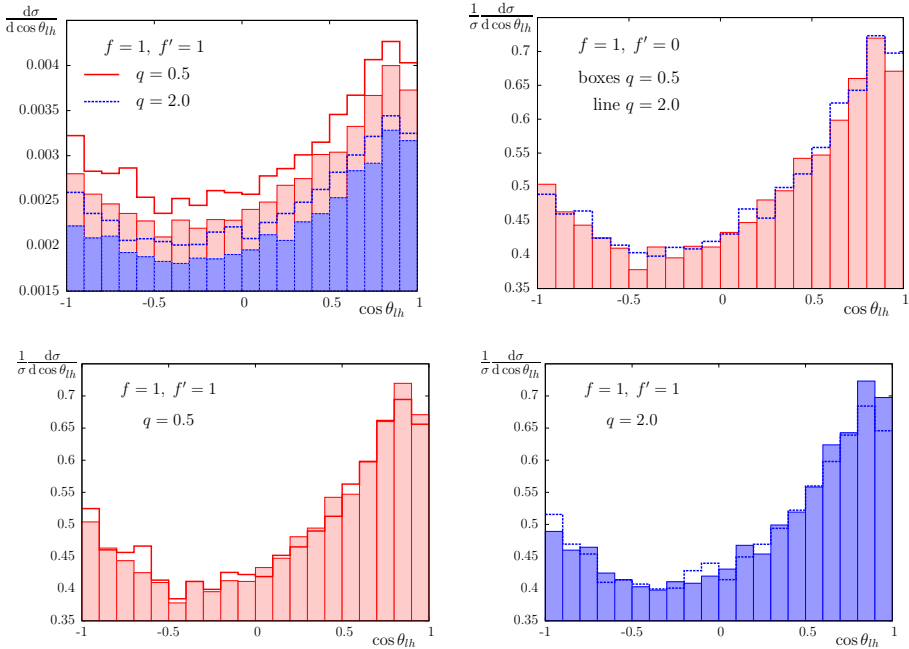 dσ/d cos θ_lh
f = 1, f′ = 1
q = 0.5
q = 2.0
0.004
0.0035
0.003
0.0025
0.002
0.0015
-1 -0.5 0 0.5 1
cos θ_lh
1/σ dσ/d cos θ_lh
f = 1, f′ = 0
boxes q = 0.5
line q = 2.0
0.7
0.65
0.6
0.55
0.5
0.45
0.4
0.35
-1 -0.5 0 0.5 1
cos θ_lh
1/σ dσ/d cos θ_lh
f = 1, f′ = 1
q = 0.5
0.7
0.65
0.6
0.55
0.5
0.45
0.4
0.35
-1 -0.5 0 0.5 1
cos θ_lh
1/σ dσ/d cos θ_lh
f = 1, f′ = 1
q = 2.0
0.7
0.65
0.6
0.55
0.5
0.45
0.4
0.35
-1 -0.5 0 0.5 1
cos θ_lh